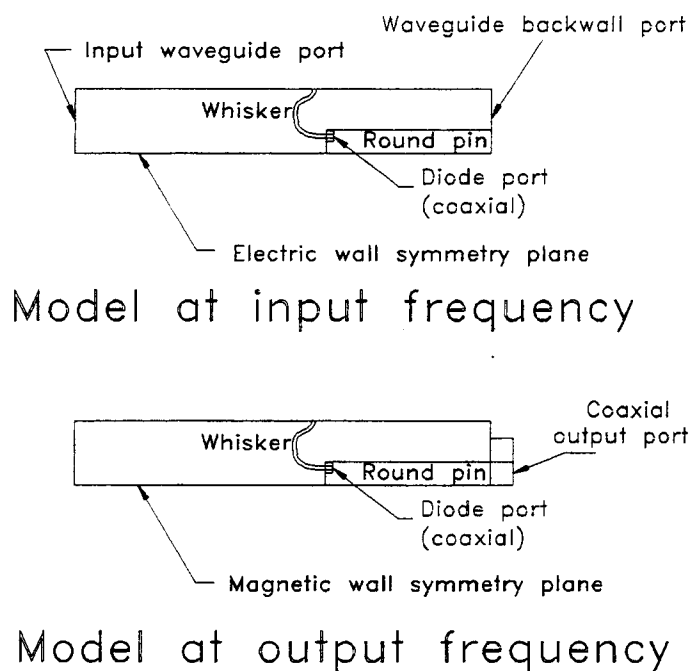 Waveguide backwall port
Input waveguide port
Whisker
Round pin
Diode port
(coaxial)
Electric wall symmetry plane
Model at input frequency
Coaxial
output port
Whisker
Round pin
Diode port
(coaxial)
Magnetic wall symmetry plane
Model at output frequency